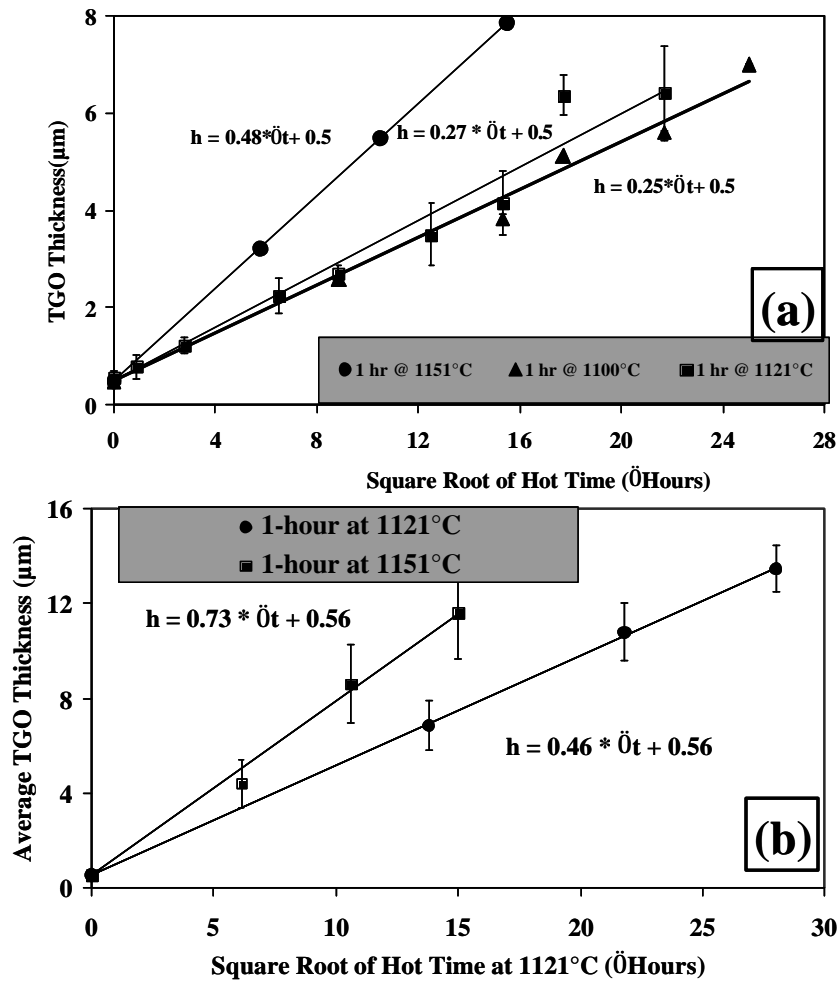 8
6
4
2
0
TGO Thickness(µm)
h = 0.48*Öt+ 0.5
h = 0.27 * Öt + 0.5
h = 0.25*Öt+ 0.5
(a)
1 hr @ 1151°C 1 hr @ 1100°C 1 hr @ 1121°C
0 4 8 12 16 20 24 28
Square Root of Hot Time (ÖHours)
16
12
8
4
0
Average TGO Thickness (µm)
1-hour at 1121°C
1-hour at 1151°C
h = 0.73 * Öt + 0.56
h = 0.46 * Öt + 0.56
(b)
0 5 10 15 20 25 30
Square Root of Hot Time at 1121°C (ÖHours)